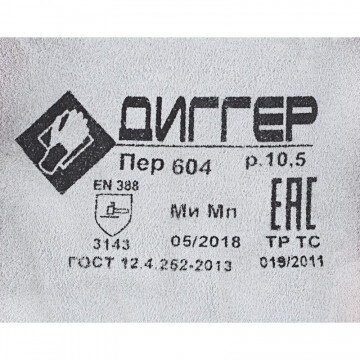 ДИГГЕР
Пер 604 р.10,5
EN 388
Ми Мп
EAC
3143 05/2018 ТР ТС
ГОСТ 12.4.252-2013 019/2011